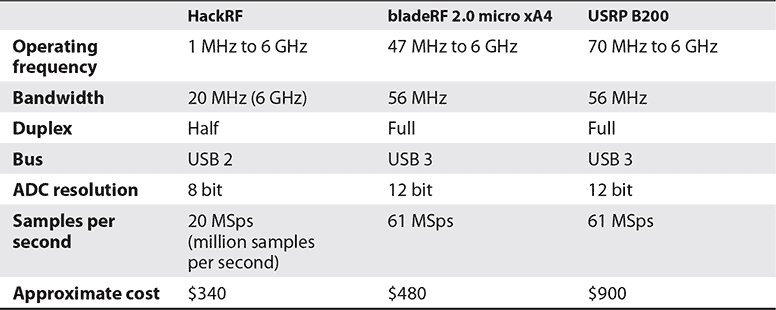 HackRF bladeRF 2.0 micro xA4 USRP B200
Operating frequency 1 MHz to 6 GHz 47 MHz to 6 GHz 70 MHz to 6 GHz
Bandwidth 20 MHz (6 GHz) 56 MHz 56 MHz
Duplex Half Full Full
Bus USB 2 USB 3 USB 3
ADC resolution 8 bit 12 bit 12 bit
Samples per second 20 MSps (million samples per second) 61 MSps 61 MSps
Approximate cost $340 $480 $900